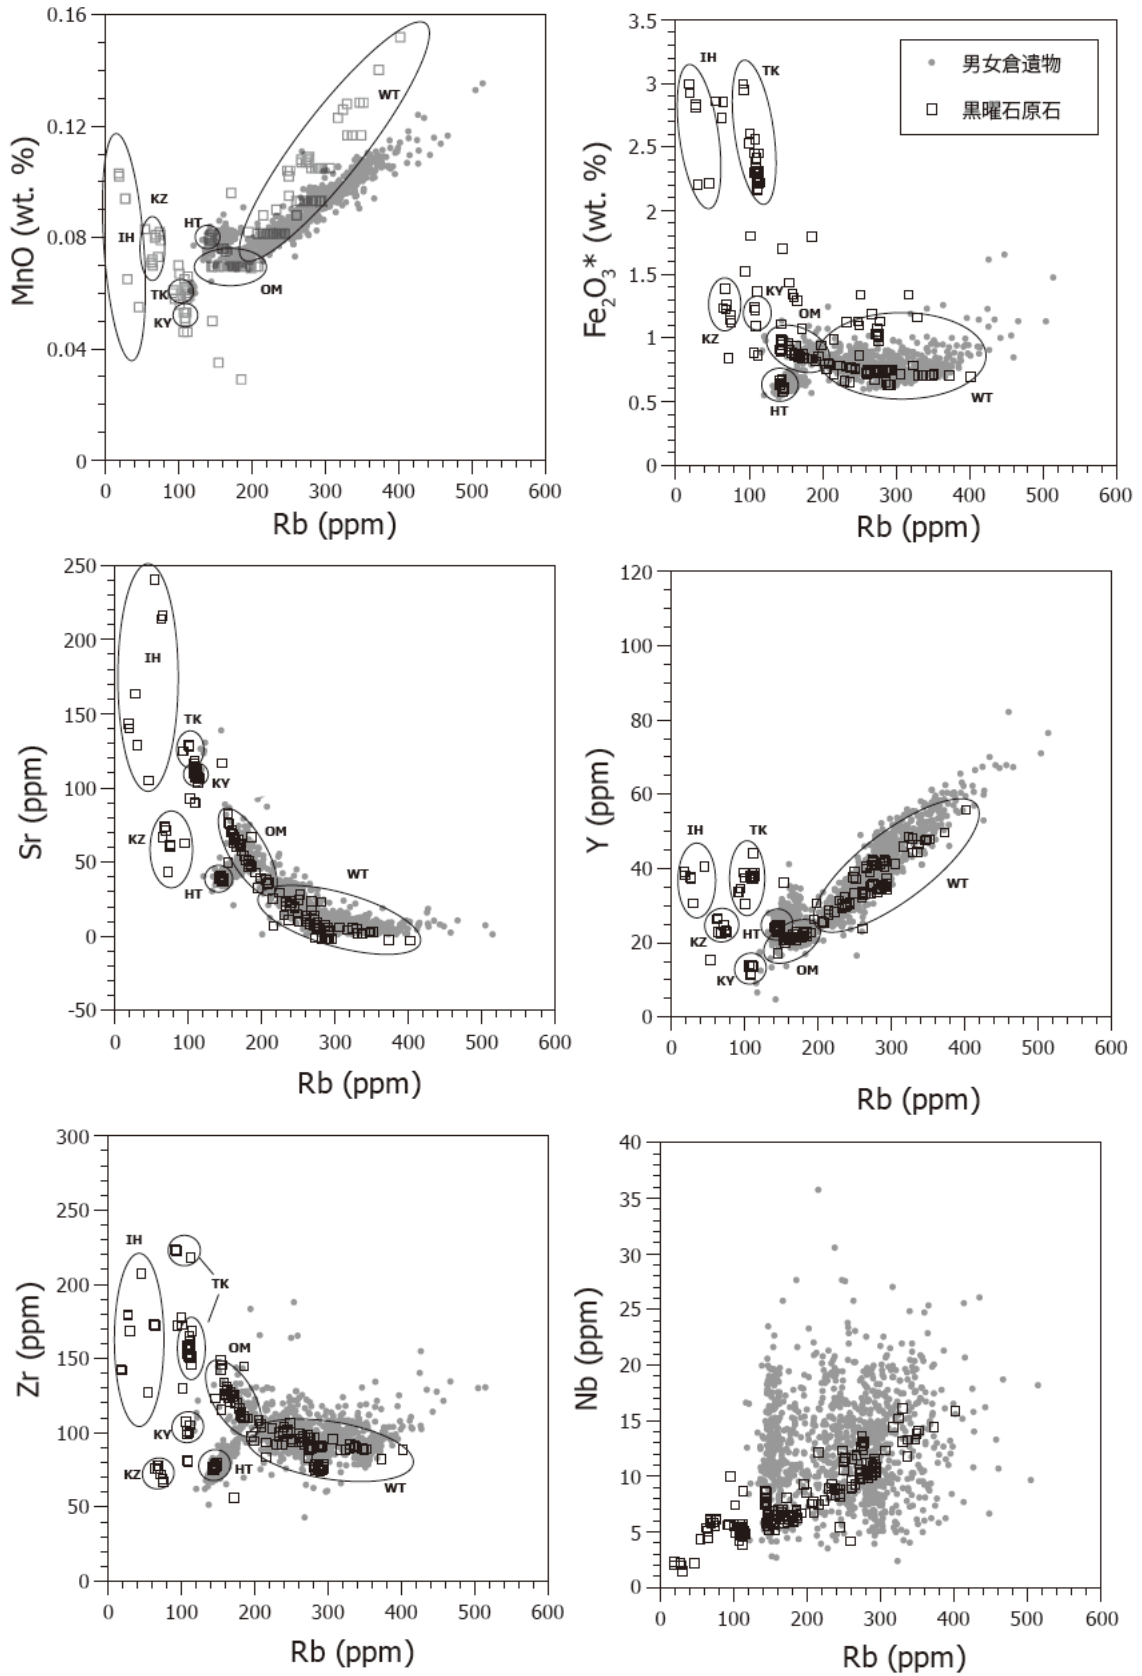 0.16
0.12
0.08
0.04
0
MnO (wt. %)
WT
KZ
HT
IH
TK
OM
KY
0 100 200 300 400 500 600
Rb (ppm)
3.5
3
2.5
2
1.5
1
0.5
0
Fe₂O₃* (wt. %)
IH
TK
男女倉遺物
黒曜石原石
KY
OM
KZ
HT
WT
0 100 200 300 400 500 600
Rb (ppm)
250
200
150
100
50
0
-50
Sr (ppm)
IH
TK
KY
KZ
OM
HT
WT
0 100 200 300 400 500 600
Rb (ppm)
120
100
80
60
40
20
0
Y (ppm)
IH
TK
WT
KZ
HT
OM
KY
0 100 200 300 400 500 600
Rb (ppm)
300
250
200
150
100
50
0
Zr (ppm)
IH
TK
OM
KY
KZ
HT
WT
0 100 200 300 400 500 600
Rb (ppm)
40
35
30
25
20
15
10
5
0
Nb (ppm)
0 100 200 300 400 500 600
Rb (ppm)